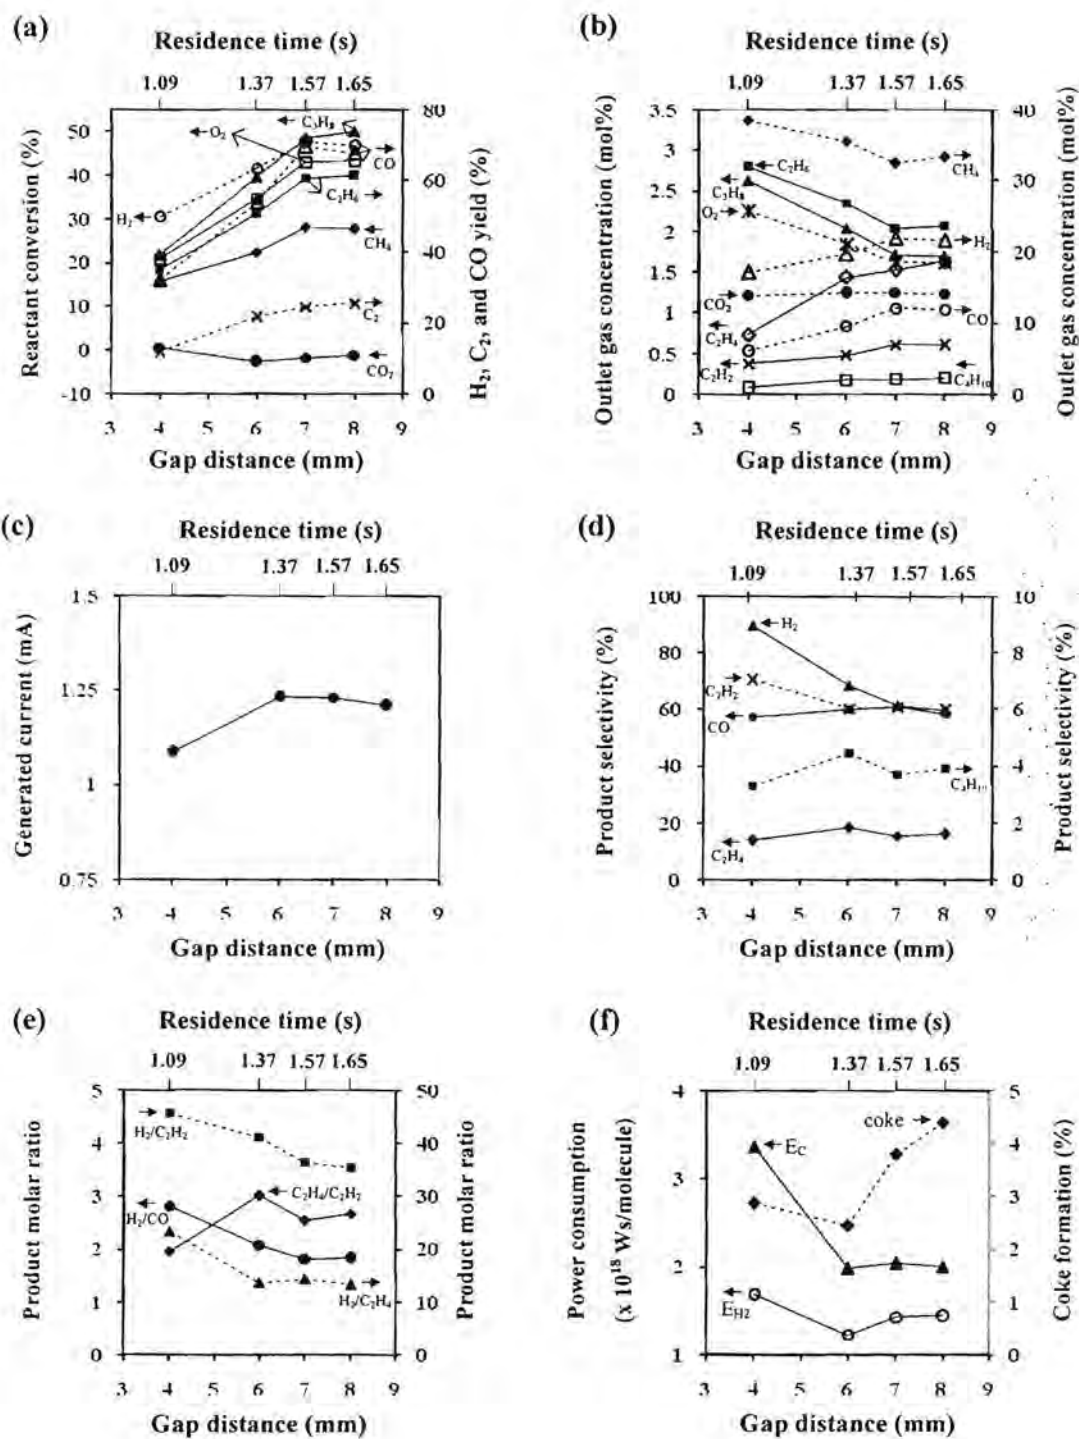 (a)
Residence time (s)
1.09 1.37 1.57 1.65
Reactant conversion (%)
50
40
30
20
10
0
-10
80
60
40
20
0
H₂, C₂, and CO yield (%)
O₂
C₃H₈
CO
H₂
CH₄
C₂
CO₂
3 4 5 6 7 8 9
Gap distance (mm)
(b)
Residence time (s)
1.09 1.37 1.57 1.65
Outlet gas concentration (mol%)
3.5
3
2.5
2
1.5
1
0.5
0
40
30
20
10
0
Outlet gas concentration (mol%)
C₂H₆
CH₄
C₃H₈
O₂
H₂
CO₂
CO
C₂H₄
C₂H₂
C₄H₁₀
3 4 5 6 7 8 9
Gap distance (mm)
(c)
Residence time (s)
1.09 1.37 1.57 1.65
Generated current (mA)
1.5
1.25
1
0.75
3 4 5 6 7 8 9
Gap distance (mm)
(d)
Residence time (s)
1.09 1.37 1.57 1.65
Product selectivity (%)
100
80
60
40
20
0
10
8
6
4
2
0
Product selectivity (%)
H₂
C₂H₂
CO
C₄H₁₀
C₂H₄
3 4 5 6 7 8 9
Gap distance (mm)
(e)
Residence time (s)
1.09 1.37 1.57 1.65
Product molar ratio
5
4
3
2
1
0
50
40
30
20
10
0
Product molar ratio
H₂/C₂H₂
C₂H₄/C₂H₂
H₂/CO
H₂/C₂H₄
3 4 5 6 7 8 9
Gap distance (mm)
(f)
Residence time (s)
1.09 1.37 1.57 1.65
Power consumption
(x 10¹⁸ Ws/molecule)
4
3
2
1
5
4
3
2
1
0
Coke formation (%)
coke
E_C
E_H2
3 4 5 6 7 8 9
Gap distance (mm)